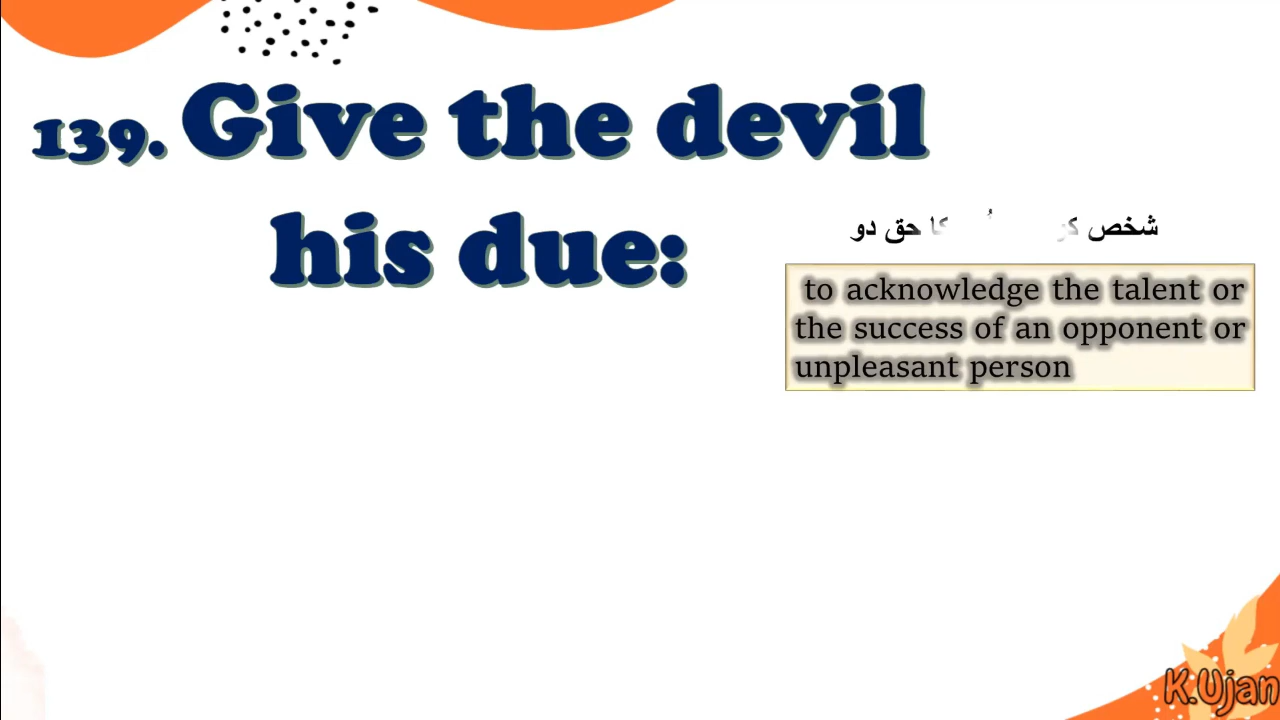 139. Give the devil
his due:
شخص کا حق دو
to acknowledge the talent or
the success of an opponent or
unpleasant person
K.Ujan